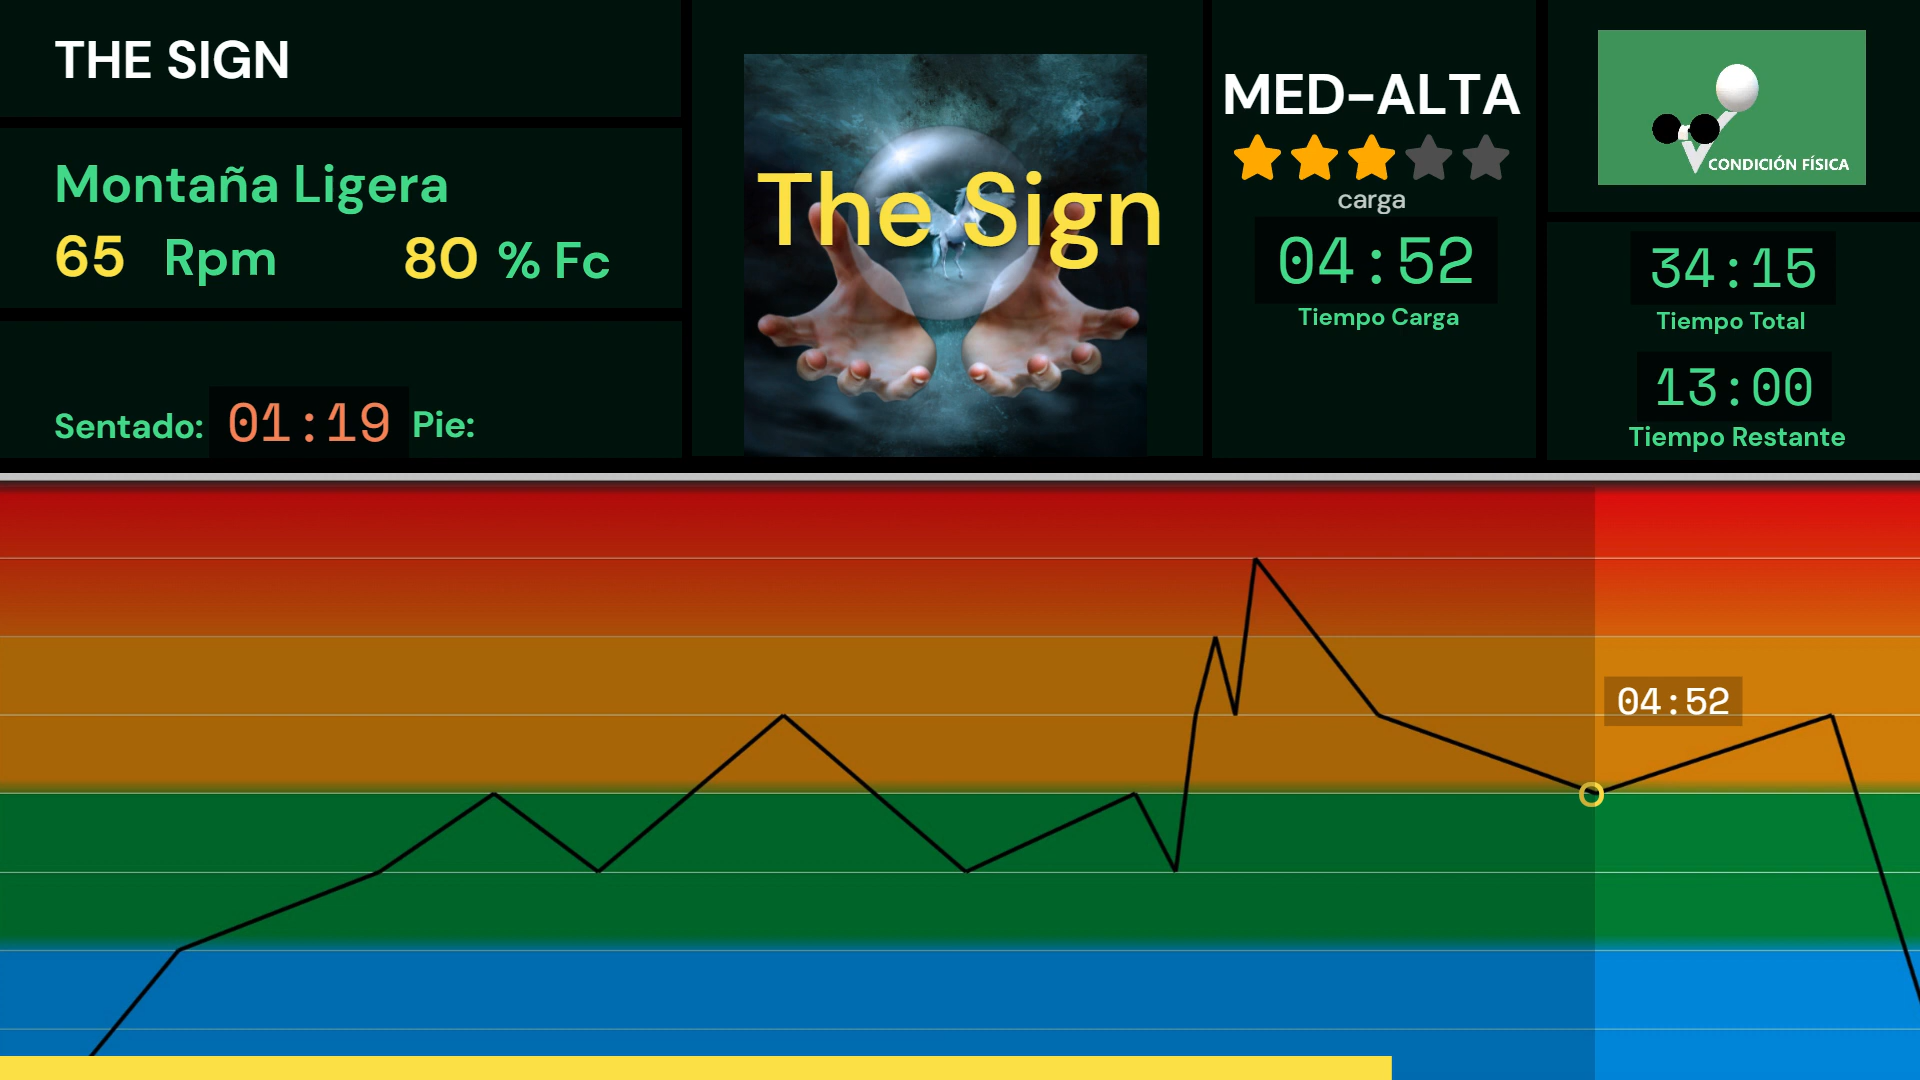 THE SIGN
Montaña Ligera
65 Rpm 80 % Fc
Sentado: 01:19 Pie:
The Sign
MED-ALTA
carga
04:52
Tiempo Carga
CONDICIÓN FÍSICA
34:15
Tiempo Total
13:00
Tiempo Restante
04:52